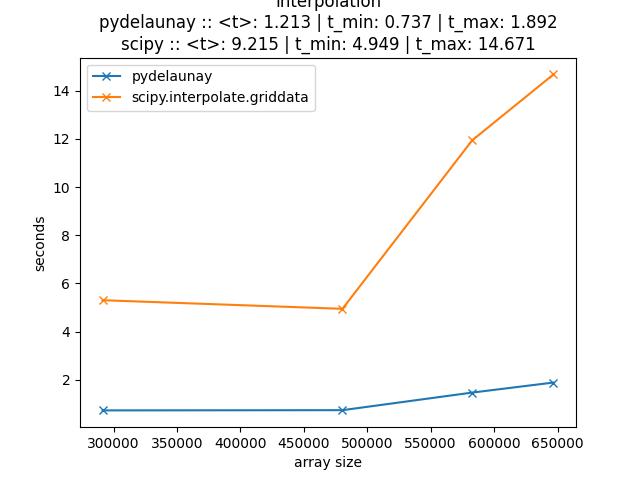 Interpolation
pydelaunay :: <t>: 1.213 | t_min: 0.737 | t_max: 1.892
scipy :: <t>: 9.215 | t_min: 4.949 | t_max: 14.671
pydelaunay
scipy.interpolate.griddata
14
12
10
8
6
4
2
seconds
300000 350000 400000 450000 500000 550000 600000 650000
array size